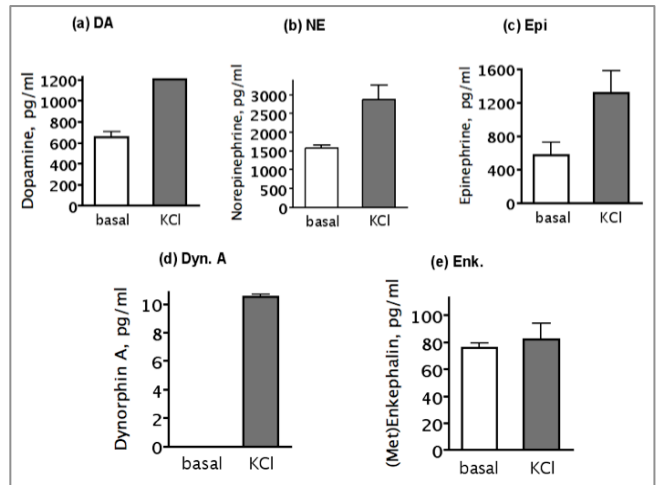 (a) DA
Dopamine, pg/ml
1200
1000
800
600
400
200
0
basal KCl
(b) NE
Norepinephrine, pg/ml
3000
2500
2000
1500
1000
500
0
basal KCl
(c) Epi
Epinephrine, pg/ml
1600
1200
800
400
0
basal KCl
(d) Dyn. A
Dynorphin A, pg/ml
10
8
6
4
2
0
basal KCl
(e) Enk.
(Met)Enkephalin, pg/ml
100
80
60
40
20
0
basal KCl